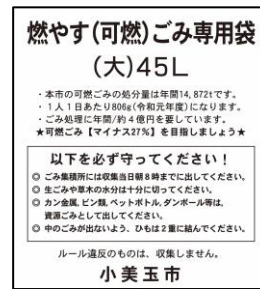 燃やす(可燃)ごみ専用袋
(大)45L
・本市の可燃ごみの処分量は年間14,872tです。
・1人1日あたり806g(令和元年度)になります。
・ごみ処理に年間/約4億円を要しています。
★可燃ごみ【マイナス27%】を目指しましょう★
以下を必ず守ってください!
◎ ごみ集積所には収集当日朝8時までに出してください。
◎ 生ごみや草木の水分は十分に切ってください。
◎ カン金属,ビン類,ペットボトル,ダンボール等は、
資源ごみとして出してください。
◎ 中のごみが出ないよう、ひもは2重に結んでください。
ルール違反のものは、収集しません。
小美玉市